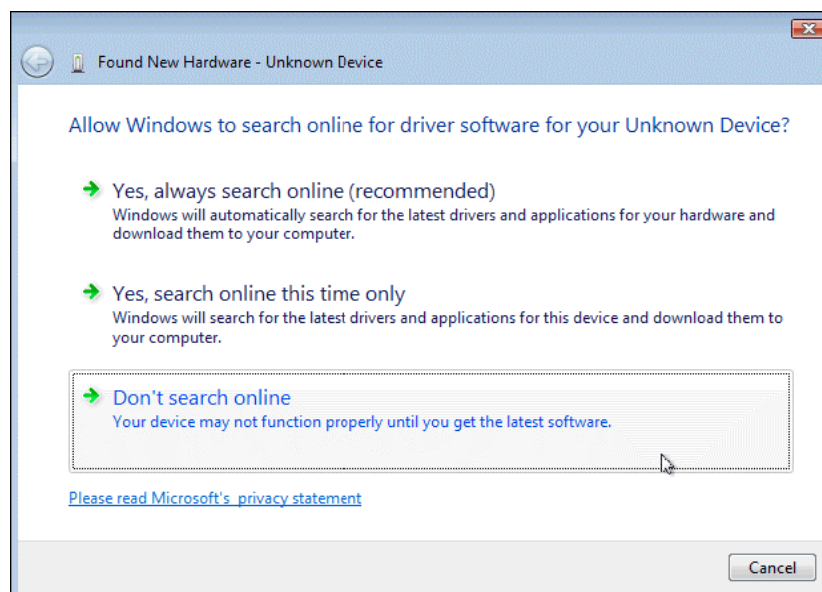 Found New Hardware - Unknown Device
Allow Windows to search online for driver software for your Unknown Device?
Yes, always search online (recommended)
Windows will automatically search for the latest drivers and applications for your hardware and
download them to your computer.
Yes, search online this time only
Windows will search for the latest drivers and applications for this device and download them to
your computer.
Don't search online
Your device may not function properly until you get the latest software.
Please read Microsoft's privacy statement
Cancel